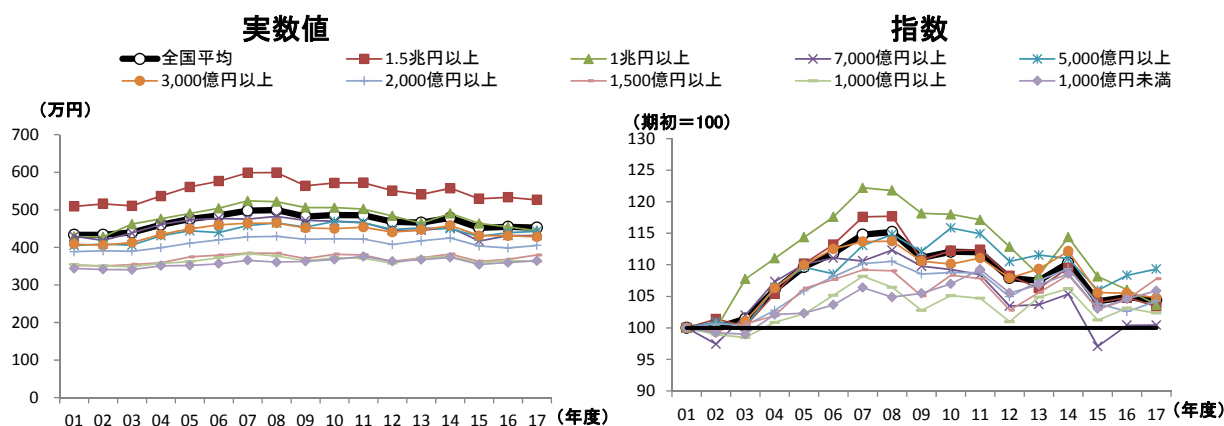 実数値 指数
全国平均 1.5兆円以上 1兆円以上 7,000億円以上 5,000億円以上
3,000億円以上 2,000億円以上 1,500億円以上 1,000億円以上 1,000億円未満
（万円）
700
600
500
400
300
200
100
0
01 02 03 04 05 06 07 08 09 10 11 12 13 14 15 16 17 （年度）
（期初＝100）
130
125
120
115
110
105
100
95
90
01 02 03 04 05 06 07 08 09 10 11 12 13 14 15 16 17 （年度）